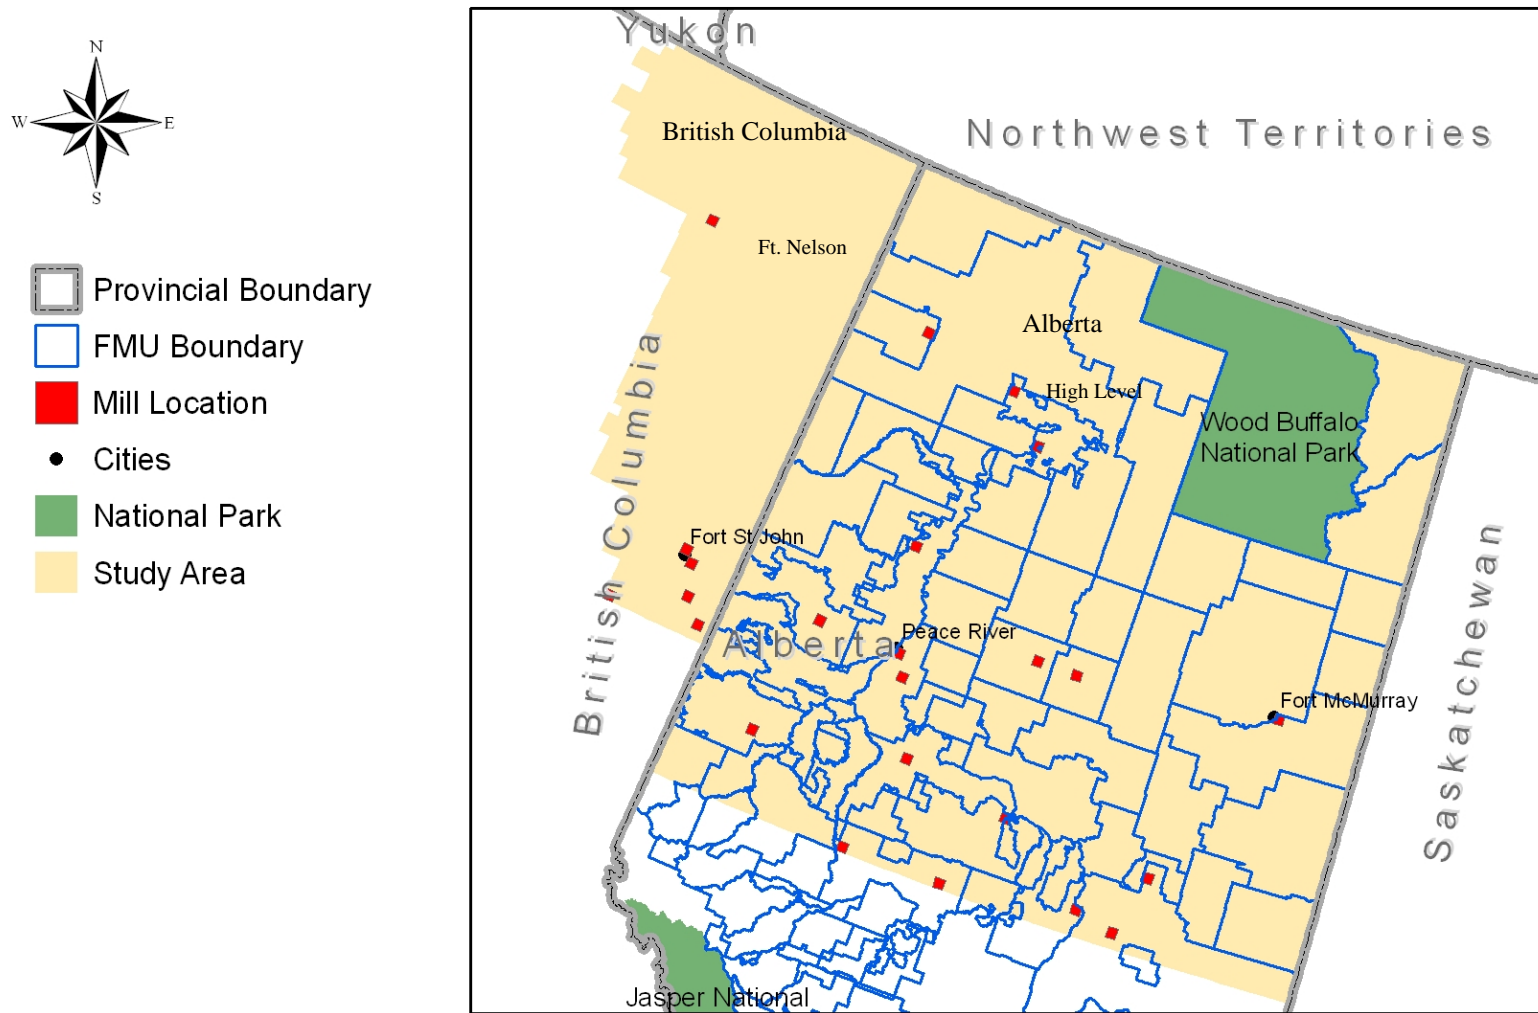 N
W
E
S
Provincial Boundary
FMU Boundary
Mill Location
Cities
National Park
Study Area
Yukon
British Columbia
Northwest Territories
Ft. Nelson
Alberta
High Level
Wood Buffalo
National Park
British Columbia
Fort St John
Alberta
Peace River
Fort McMurray
Saskatchewan
Jasper National